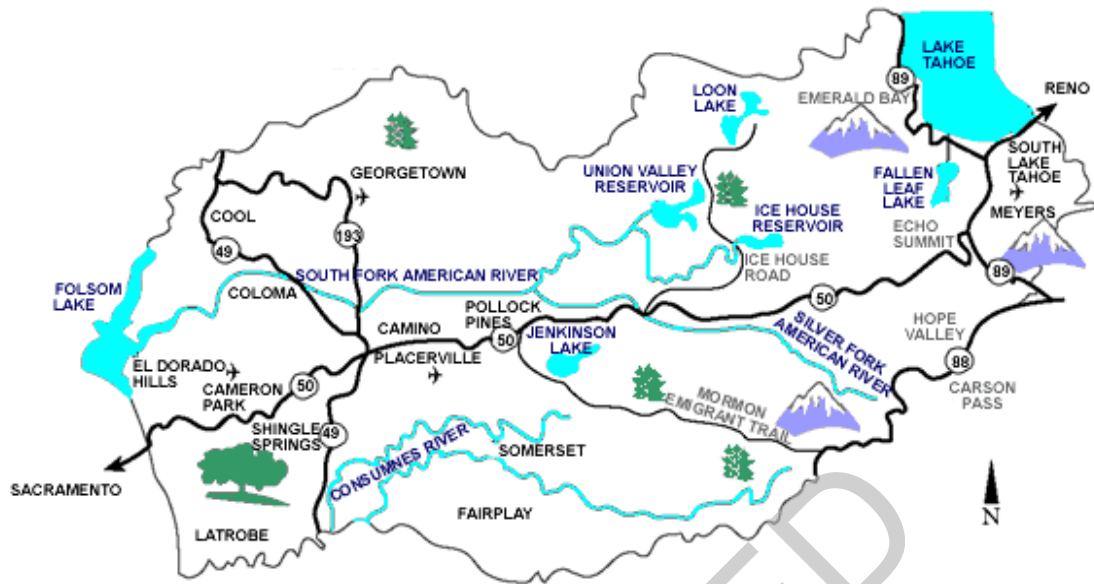 LAKE
TAHOE
89
RENO
LOON
LAKE
EMERALD BAY
SOUTH
LAKE
TAHOE
GEORGETOWN
UNION VALLEY
RESERVOIR
FALLEN
LEAF
LAKE
MEYERS
COOL
193
ICE HOUSE
RESERVOIR
ECHO
SUMMIT
49
ICE HOUSE
ROAD
FOLSOM
LAKE
SOUTH FORK AMERICAN RIVER
89
COLOMA
50
POLLOCK
PINES
CAMINO
50
JENKINSON
LAKE
SILVER FORK
AMERICAN RIVER
HOPE
VALLEY
EL DORADO
HILLS
PLACERVILLE
88
CAMERON
PARK
50
CARSON
PASS
MORMON
EMIGRANT TRAIL
SHINGLE
SPRINGS
49
CONSUMNES RIVER
SOMERSET
SACRAMENTO
FAIRPLAY
LATROBE
N